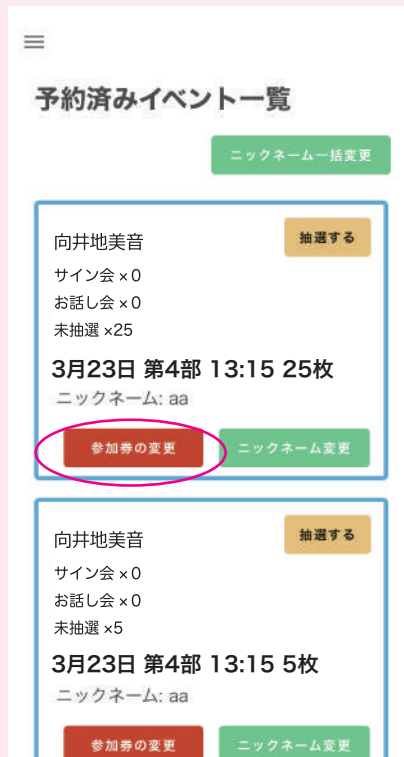 予約済みイベント一覧
ニックネーム一括変更
向井地美音
抽選する
サイン会 ×0
お話し会 ×0
未抽選 ×25
3月23日 第4部 13:15 25枚
ニックネーム: aa
参加券の変更
ニックネーム変更
向井地美音
抽選する
サイン会 ×0
お話し会 ×0
未抽選 ×5
3月23日 第4部 13:15 5枚
ニックネーム: aa
参加券の変更
ニックネーム変更